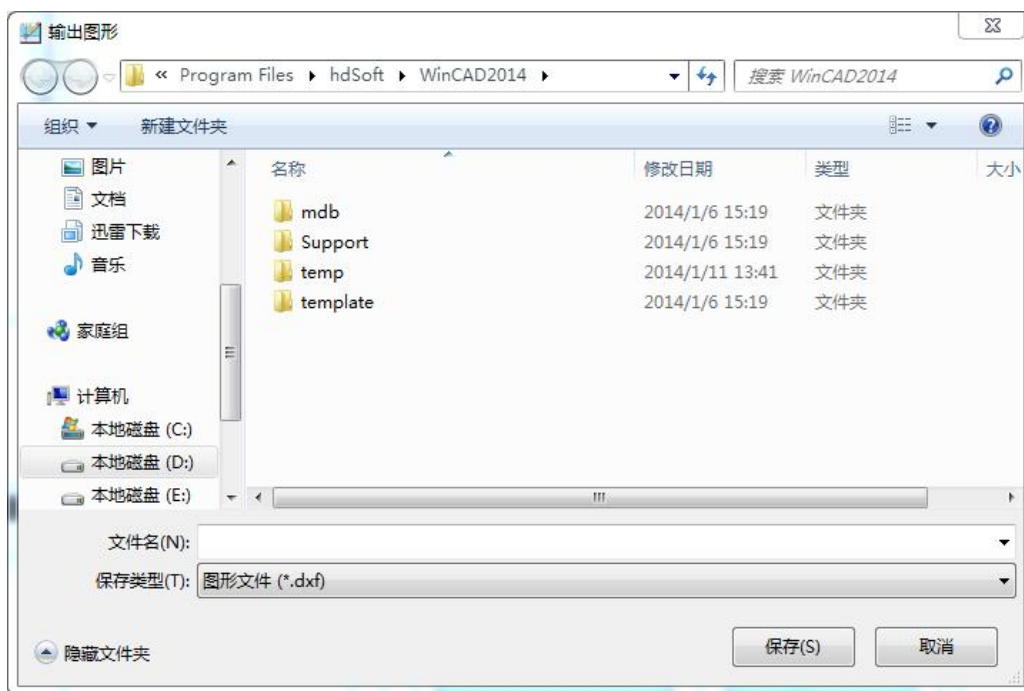 输出图形
« Program Files ▸ hdSoft ▸ WinCAD2014 ▸
搜索 WinCAD2014
组织 新建文件夹
图片
文档
迅雷下载
音乐
家庭组
计算机
本地磁盘 (C:)
本地磁盘 (D:)
本地磁盘 (E:)
名称 修改日期 类型 大小
mdb 2014/1/6 15:19 文件夹
Support 2014/1/6 15:19 文件夹
temp 2014/1/11 13:41 文件夹
template 2014/1/6 15:19 文件夹
文件名(N):
保存类型(T): 图形文件 (*.dxf)
隐藏文件夹 保存(S) 取消